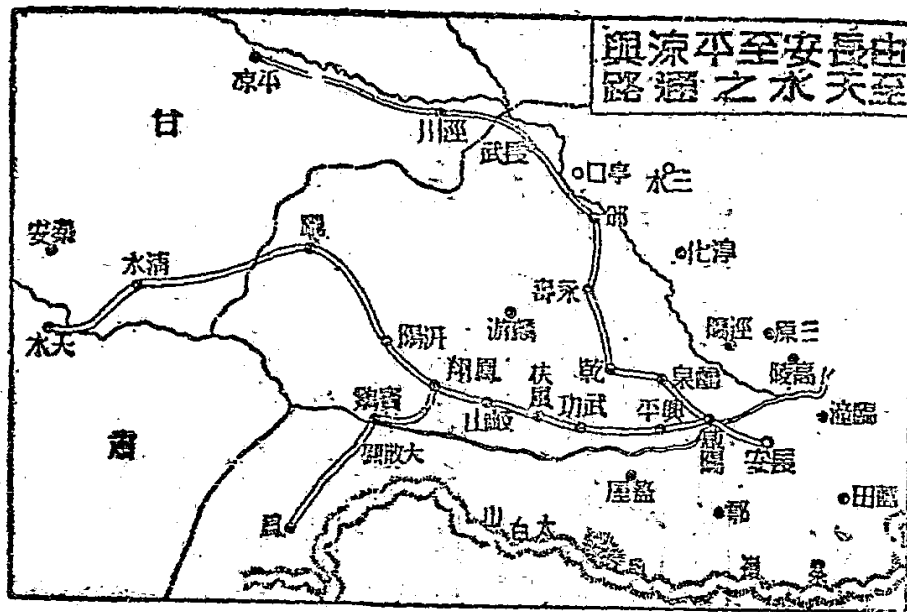 由長安至平涼與
至天水之通路
平涼
涇川
長武
亭口
三水
甘
邠
淳化
秦安
清水
隴
永壽
麟游
涇陽
三原
天水
汧陽
乾
醴泉
高陵
鳳翔
扶風
寶雞
岐山
武功
興平
咸陽
長安
臨潼
肅
大散關
盩厔
鄠
藍田
鳳
太白山